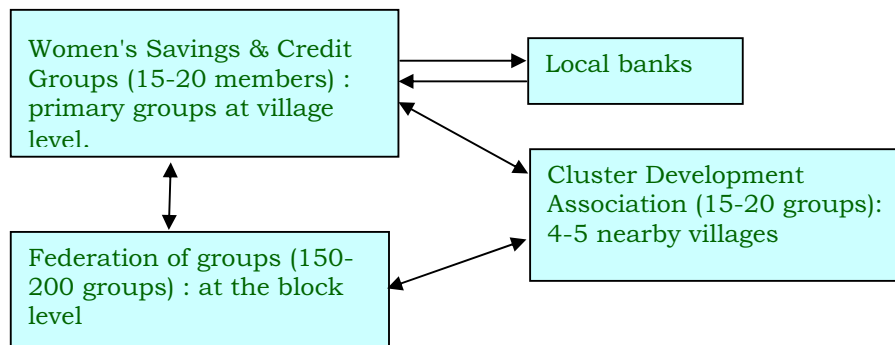 Women's Savings & Credit
Groups (15-20 members) :
primary groups at village
level.
Local banks
Cluster Development
Association (15-20 groups):
4-5 nearby villages
Federation of groups (150-
200 groups) : at the block
level